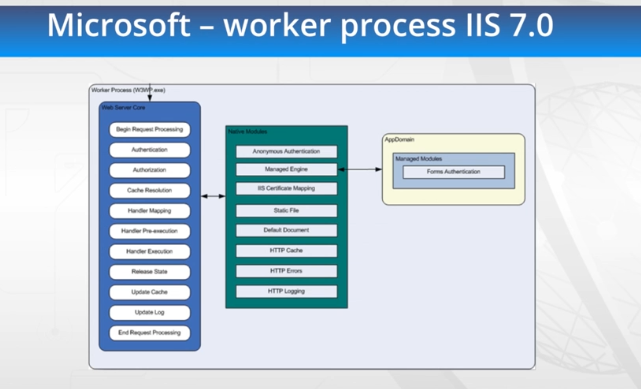 Microsoft – worker process IIS 7.0
Worker Process (W3WP.exe)
Web Server Core
Begin Request Processing
Authentication
Authorization
Cache Resolution
Handler Mapping
Handler Pre-execution
Handler Execution
Release State
Update Cache
Update Log
End Request Processing
Native Modules
Anonymous Authentication
Managed Engine
IIS Certificate Mapping
Static File
Default Document
HTTP Cache
HTTP Errors
HTTP Logging
AppDomain
Managed Modules
Forms Authentication